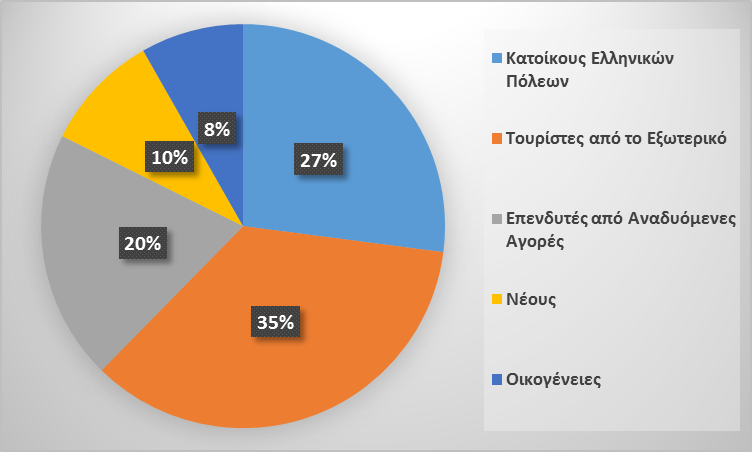 27%
35%
20%
10%
8%
Κατοίκους Ελληνικών
Πόλεων
Τουρίστες από το Εξωτερικό
Επενδυτές από Αναδυόμενες
Αγορές
Νέους
Οικογένειες